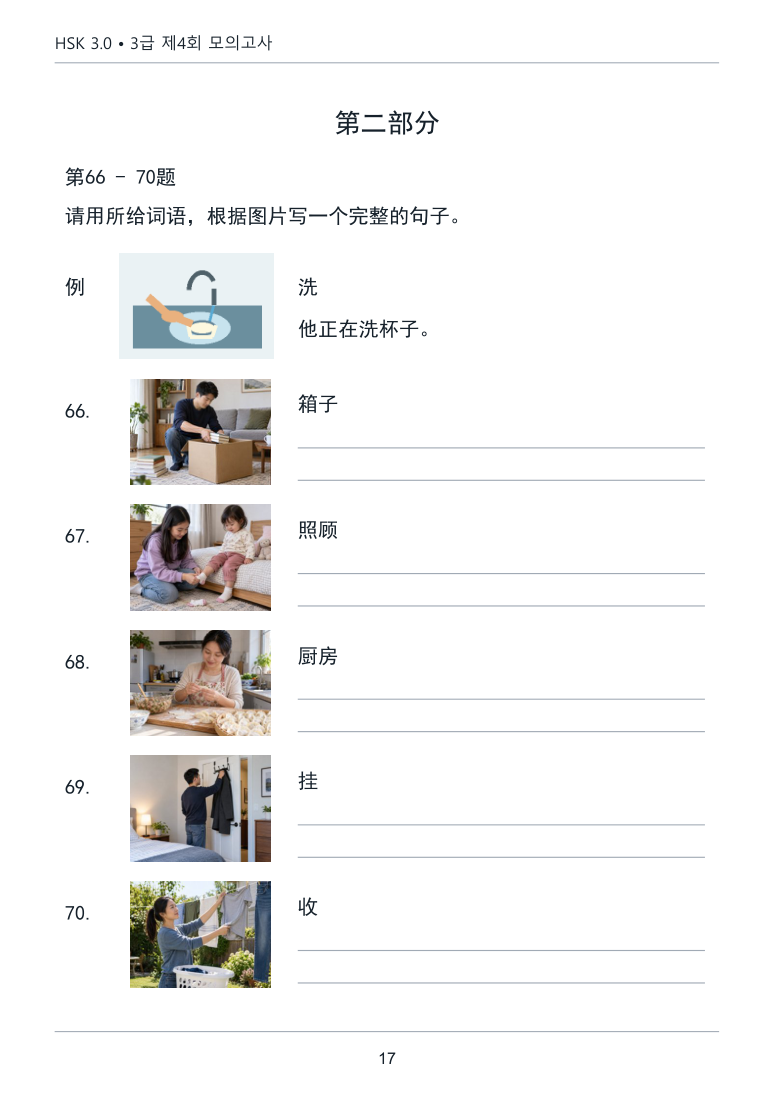 HSK 3.0 • 3급 제4회 모의고사
第二部分
第66 － 70题
请用所给词语，根据图片写一个完整的句子。
例
洗
他正在洗杯子。
66.
箱子
67.
照顾
68.
厨房
69.
挂
70.
收
17